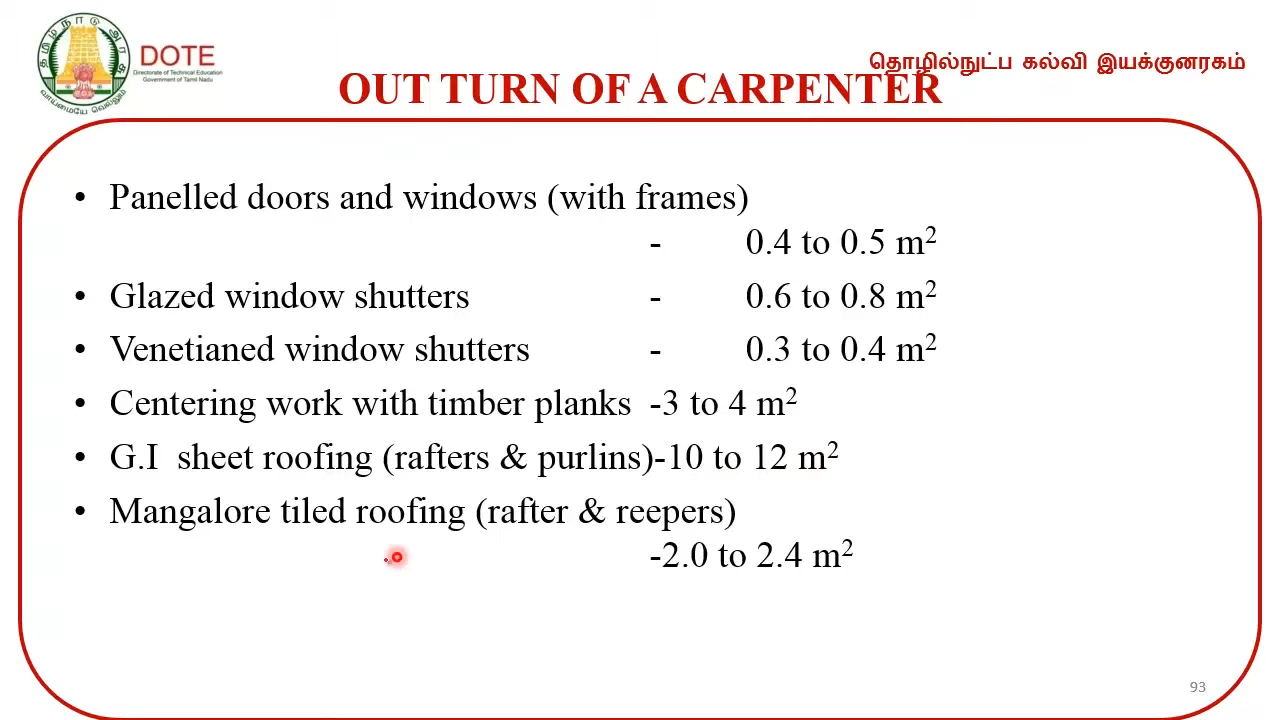 தமிழ்நாடு அரசு
வாய்மையே வெல்லும்
DOTE
Directorate of Technical Education
Government of Tamil Nadu
தொழில்நுட்ப கல்வி இயக்குனரகம்
OUT TURN OF A CARPENTER
• Panelled doors and windows (with frames)
- 0.4 to 0.5 m²
• Glazed window shutters - 0.6 to 0.8 m²
• Venetianed window shutters - 0.3 to 0.4 m²
• Centering work with timber planks -3 to 4 m²
• G.I sheet roofing (rafters & purlins)-10 to 12 m²
• Mangalore tiled roofing (rafter & reepers)
-2.0 to 2.4 m²
93